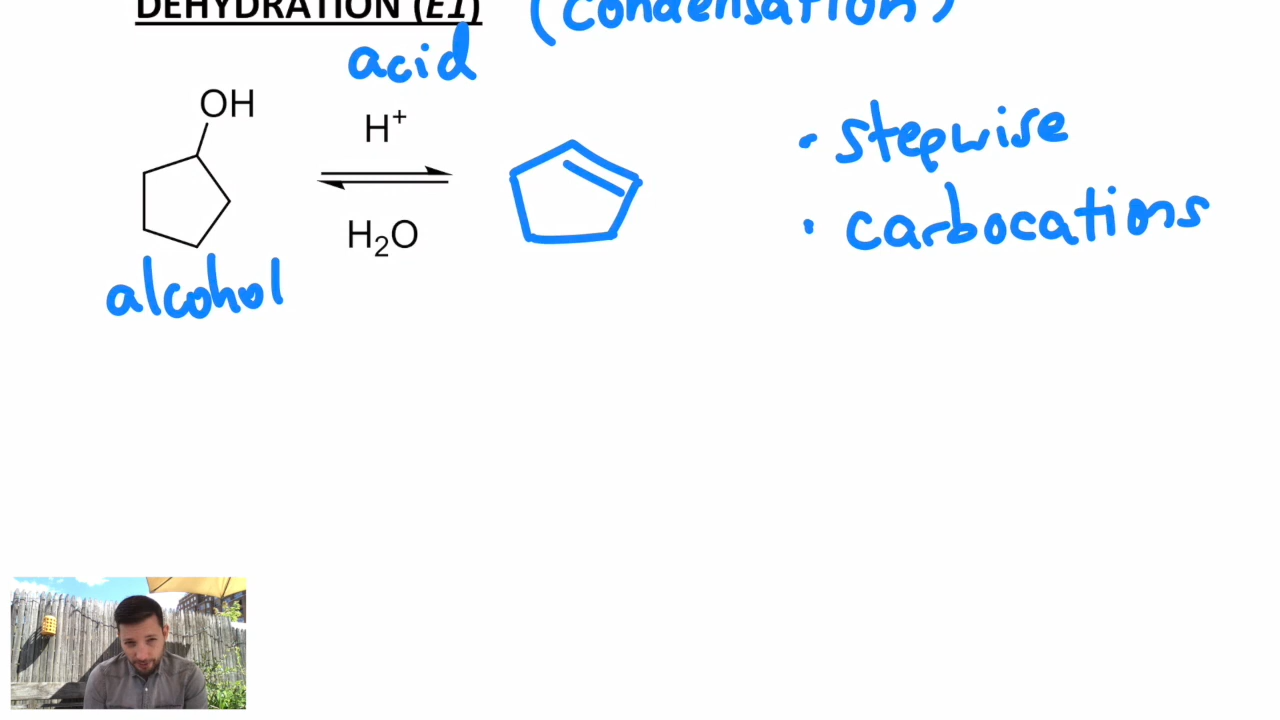 DEHYDRATION (E1) (condensation)
acid
OH
H⁺
H₂O
alcohol
· stepwise
· carbocations